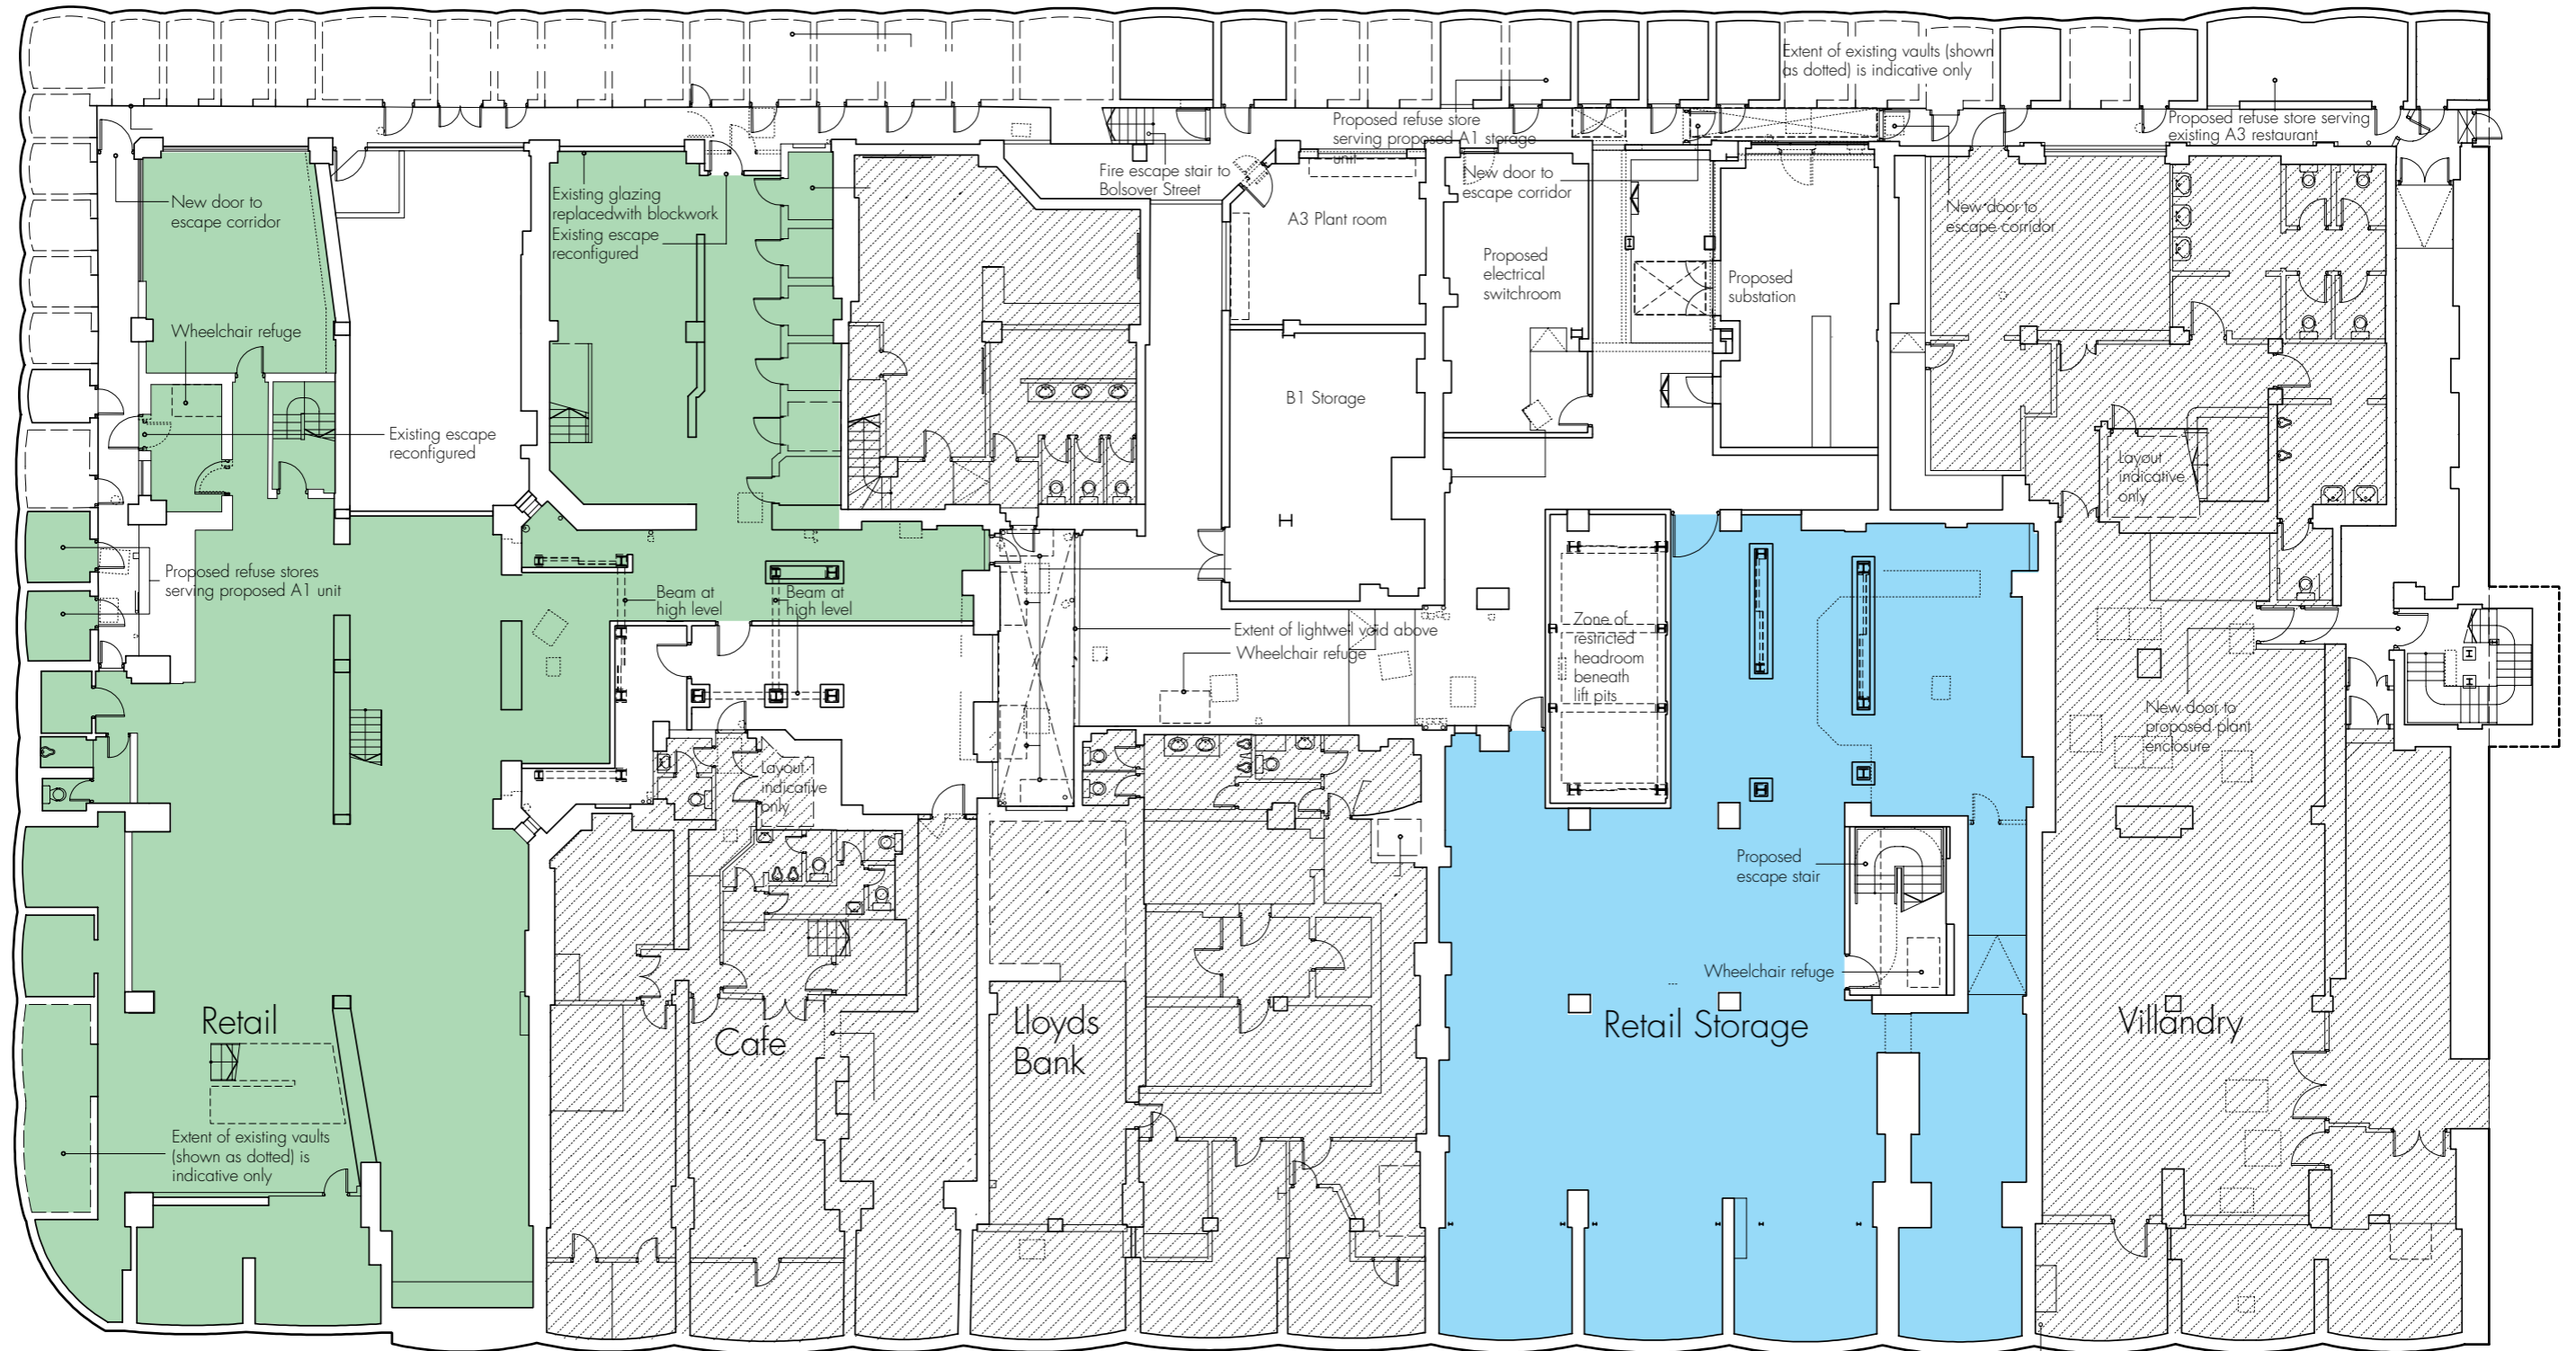 Extent of existing vaults (shown
as dotted) is indicative only
Proposed refuse store
serving proposed A1 storage
unit
Proposed refuse store serving
existing A3 restaurant
New door to
escape corridor
Existing glazing
replacedwith blockwork
Existing escape
reconfigured
Fire escape stair to
Bolsover Street
A3 Plant room
New door to
escape corridor
Proposed
electrical
switchroom
Proposed
substation
New door to
escape corridor
Wheelchair refuge
Existing escape
reconfigured
B1 Storage
Layout
indicative
only
Proposed refuse stores
serving proposed A1 unit
Beam at
high level
Beam at
high level
Extent of lightwell void above
Wheelchair refuge
Zone of
restricted
headroom
beneath
lift pits
New door to
proposed plant
enclosure
Layout
indicative
only
Proposed
escape stair
Wheelchair refuge
Retail
Cafe
Lloyds
Bank
Retail Storage
Villandry
Extent of existing vaults
(shown as dotted) is
indicative only